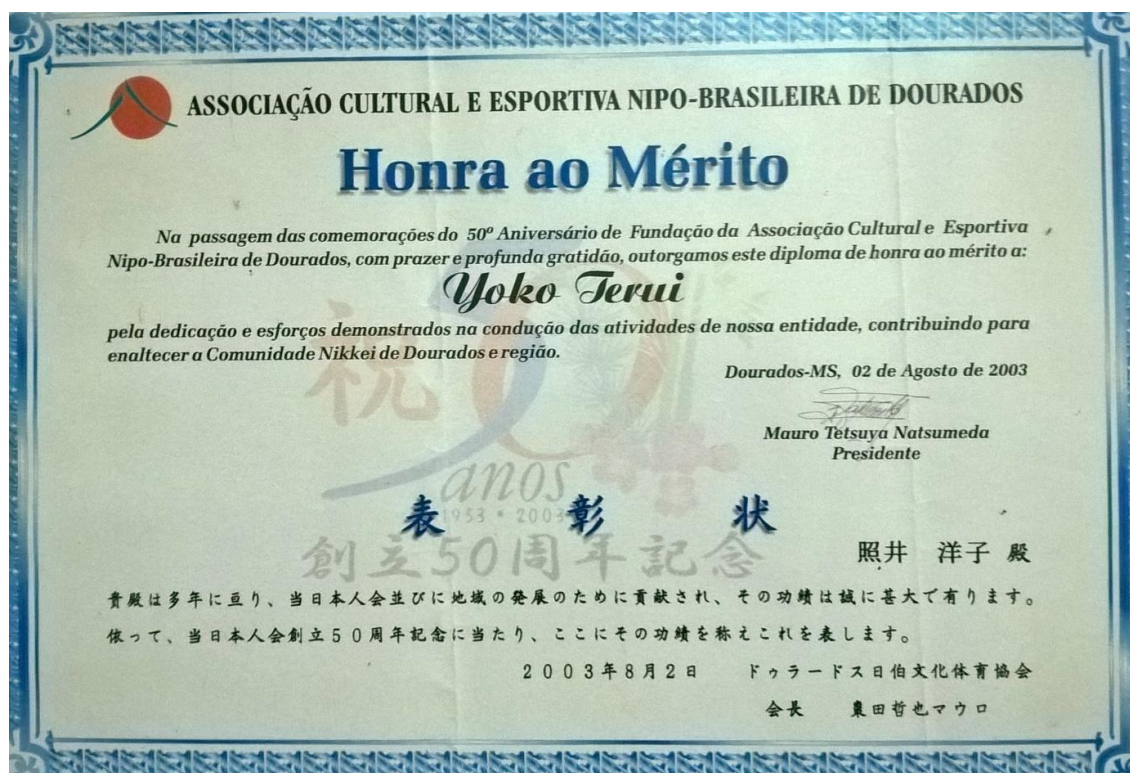 ASSOCIAÇÃO CULTURAL E ESPORTIVA NIPO-BRASILEIRA DE DOURADOS
Honra ao Mérito
Na passagem das comemorações do 50º Aniversário de Fundação da Associação Cultural e Esportiva
Nipo-Brasileira de Dourados, com prazer e profunda gratidão, outorgamos este diploma de honra ao mérito a:
Yoko Terui
pela dedicação e esforços demonstrados na condução das atividades de nossa entidade, contribuindo para
enaltecer a Comunidade Nikkei de Dourados e região.
Dourados-MS, 02 de Agosto de 2003
Mauro Tetsuya Natsumeda
Presidente
祝 50
anos
1953 * 2003
表 彰 状
創立50周年記念
照井 洋子 殿
貴殿は多年に亘り、当日本人会並びに地域の発展のために貢献され、その功績は誠に甚大で有ります。
依って、当日本人会創立50周年記念に当たり、ここにその功績を称えこれを表します。
2003年8月2日 ドゥラードス日伯文化体育協会
会長 田哲也マウロ